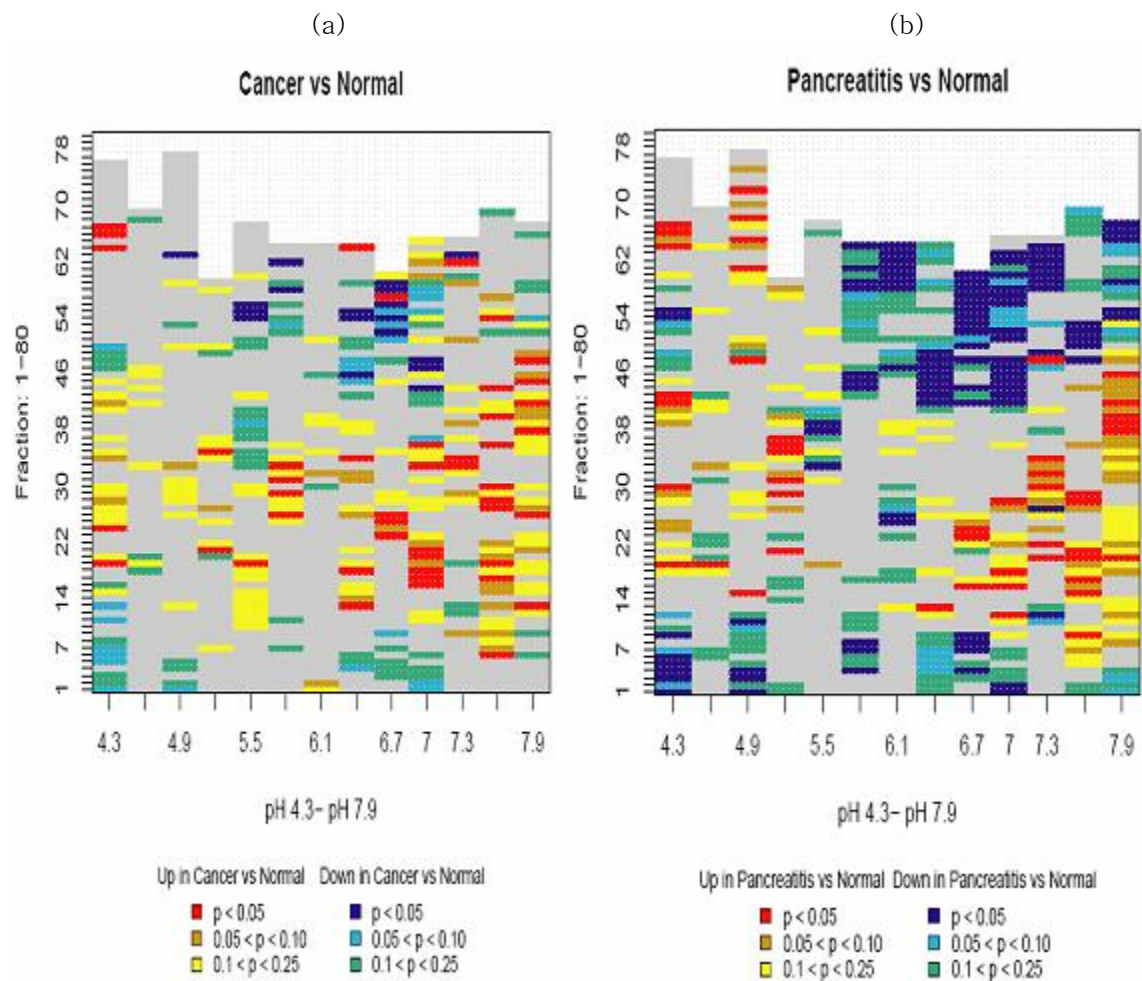 (a)
Cancer vs Normal
Fraction: 1-80
78
70
62
54
46
38
30
22
14
7
1
4.3 4.9 5.5 6.1 6.7 7 7.3 7.9
pH 4.3- pH 7.9
Up in Cancer vs Normal Down in Cancer vs Normal
p < 0.05 p < 0.05
0.05 < p < 0.10 0.05 < p < 0.10
0.1 < p < 0.25 0.1 < p < 0.25
(b)
Pancreatitis vs Normal
Fraction: 1-80
78
70
62
54
46
38
30
22
14
7
1
4.3 4.9 5.5 6.1 6.7 7 7.3 7.9
pH 4.3- pH 7.9
Up in Pancreatitis vs Normal Down in Pancreatitis vs Normal
p < 0.05 p < 0.05
0.05 < p < 0.10 0.05 < p < 0.10
0.1 < p < 0.25 0.1 < p < 0.25